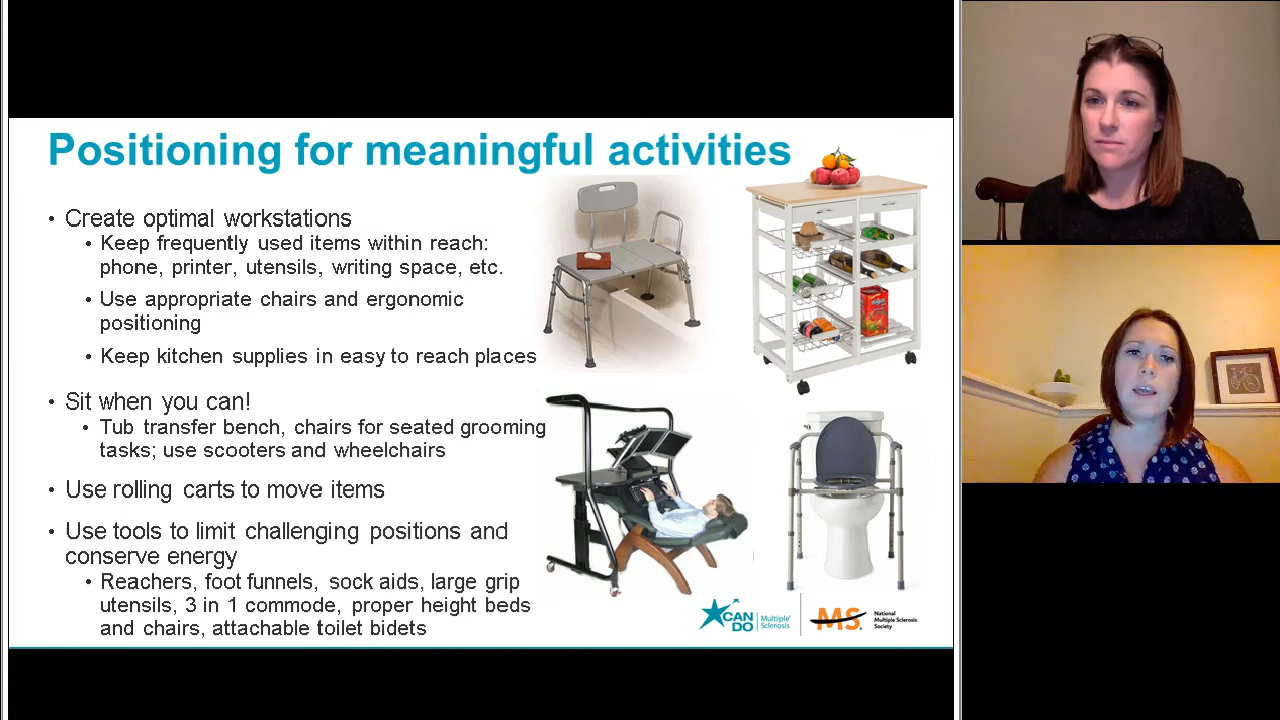 Positioning for meaningful activities
• Create optimal workstations
• Keep frequently used items within reach:
phone, printer, utensils, writing space, etc.
• Use appropriate chairs and ergonomic
positioning
• Keep kitchen supplies in easy to reach places
• Sit when you can!
• Tub transfer bench, chairs for seated grooming
tasks; use scooters and wheelchairs
• Use rolling carts to move items
• Use tools to limit challenging positions and
conserve energy
• Reachers, foot funnels, sock aids, large grip
utensils, 3 in 1 commode, proper height beds
and chairs, attachable toilet bidets
CAN
DO
Multiple
Sclerosis
MS
National
Multiple Sclerosis
Society